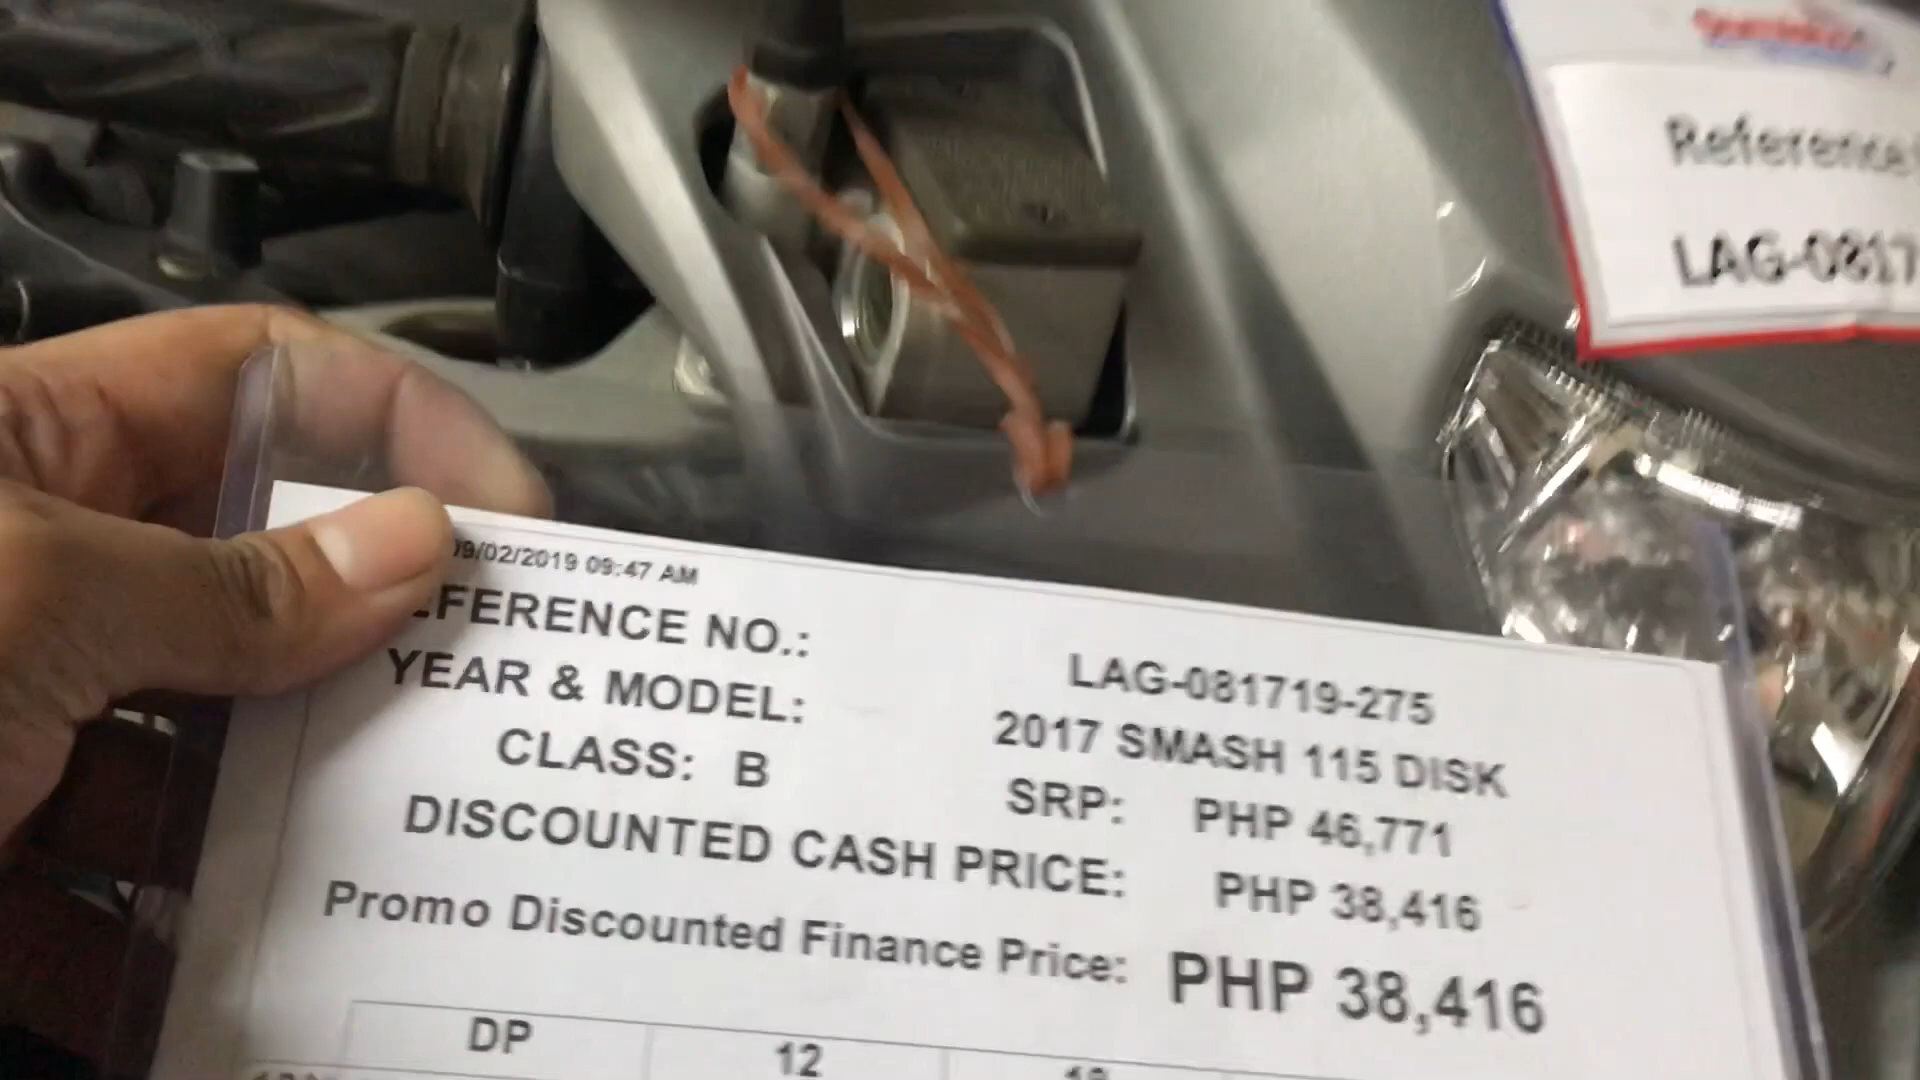 Reference
LAG-0817
09/02/2019 09:47 AM
EFERENCE NO.: LAG-081719-275
YEAR & MODEL: 2017 SMASH 115 DISK
CLASS: B SRP: PHP 46,771
DISCOUNTED CASH PRICE: PHP 38,416
Promo Discounted Finance Price: PHP 38,416
DP 12 18